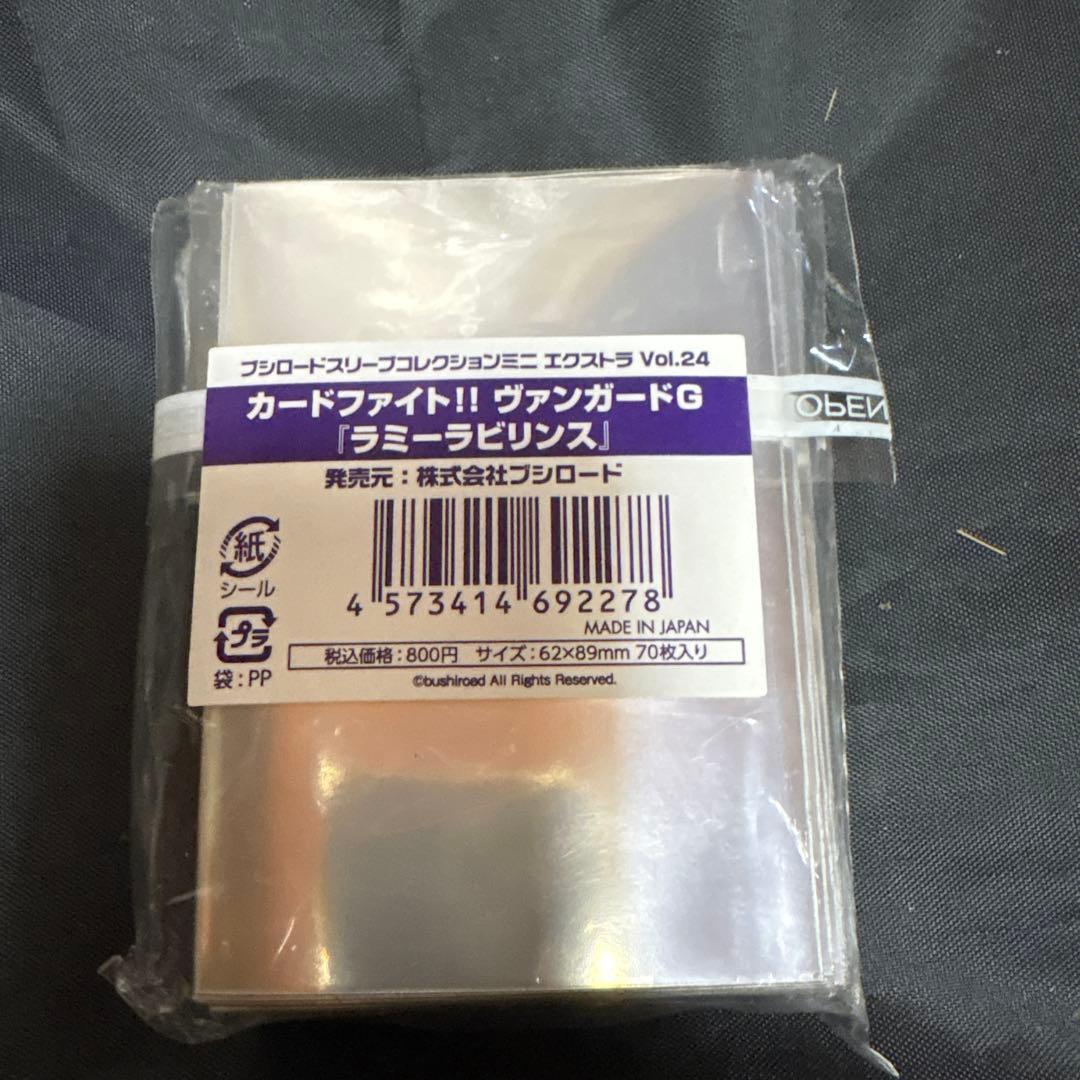 ブシロードスリーブコレクションミニ エクストラ Vol.24
カードファイト!! ヴァンガードG
『ラミーラビリンス』
発売元：株式会社ブシロード
紙
シール
プラ
袋：PP
4 573414 692278
MADE IN JAPAN
税込価格：800円 サイズ：62×89mm 70枚入り
©bushiroad All Rights Reserved.
OPEN